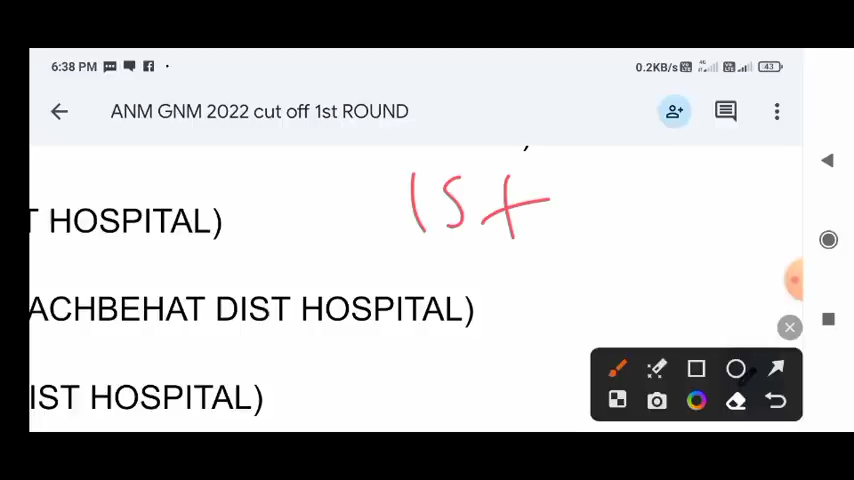 6:38 PM
0.2KB/s
43
ANM GNM 2022 cut off 1st ROUND
1st
T HOSPITAL)
ACHBEHAT DIST HOSPITAL)
IST HOSPITAL)